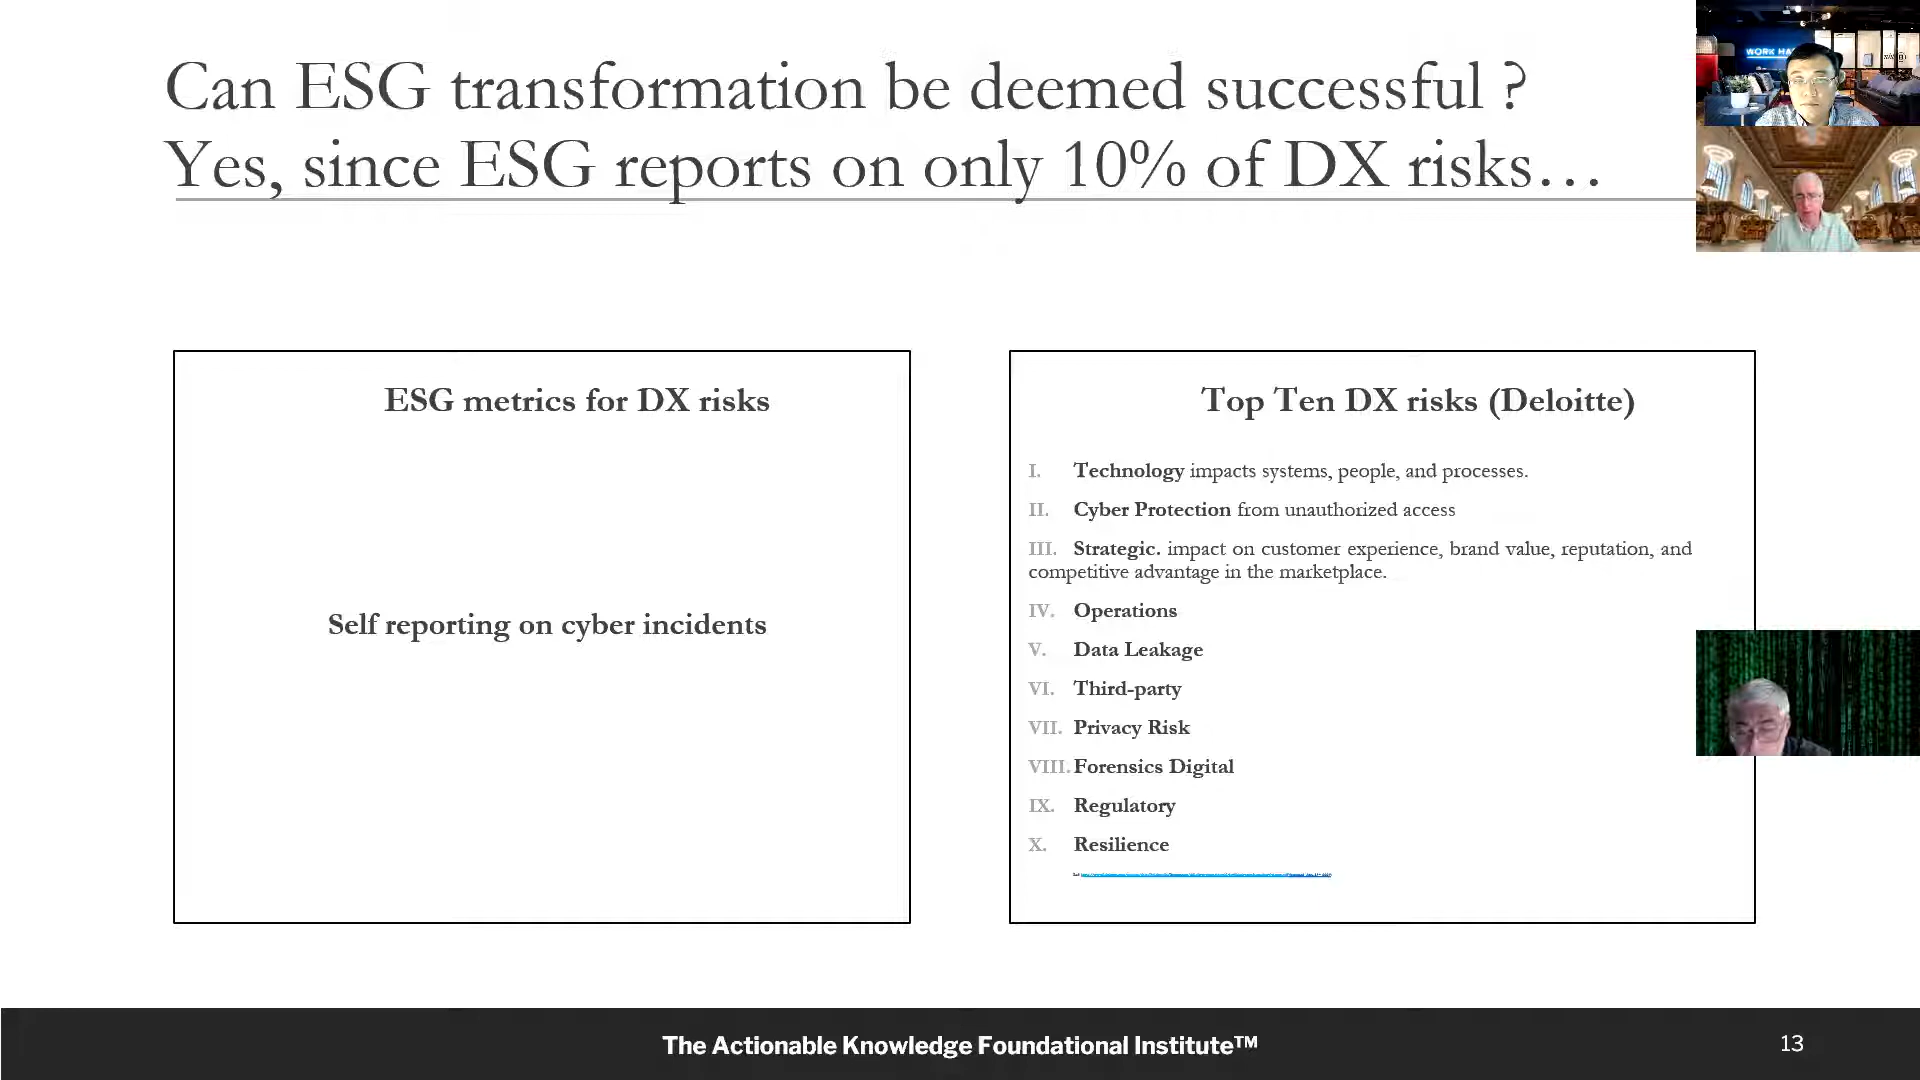 Can ESG transformation be deemed successful ?
Yes, since ESG reports on only 10% of DX risks…
WORK HA
ESG metrics for DX risks
Self reporting on cyber incidents
Top Ten DX risks (Deloitte)
I. Technology impacts systems, people, and processes.
II. Cyber Protection from unauthorized access
III. Strategic. impact on customer experience, brand value, reputation, and
competitive advantage in the marketplace.
IV. Operations
V. Data Leakage
VI. Third-party
VII. Privacy Risk
VIII. Forensics Digital
IX. Regulatory
X. Resilience
The Actionable Knowledge Foundational Institute™
13